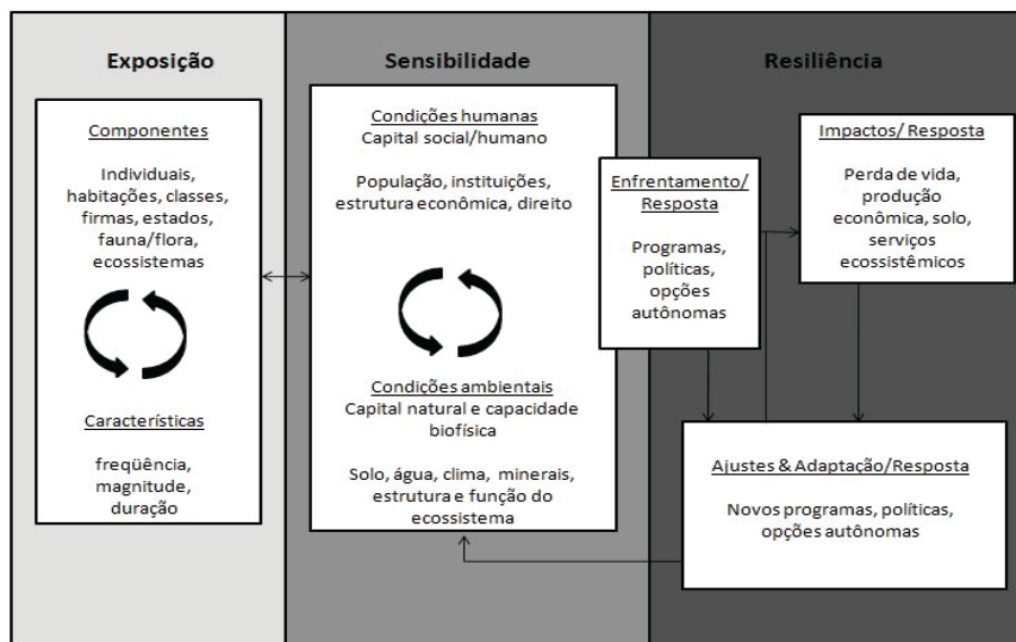 Exposição
Sensibilidade
Resiliência
Componentes
Individuais,
habitações, classes,
firmas, estados,
fauna/flora,
ecossistemas
Características
freqüência,
magnitude,
duração
Condições humanas
Capital social/humano
População, instituições,
estrutura econômica, direito
Condições ambientais
Capital natural e capacidade
biofísica
Solo, água, clima, minerais,
estrutura e função do
ecossistema
Enfrentamento/
Resposta
Programas,
políticas,
opções
autônomas
Impactos/ Resposta
Perda de vida,
produção
econômica, solo,
serviços
ecossistêmicos
Ajustes & Adaptação/Resposta
Novos programas, políticas,
opções autônomas